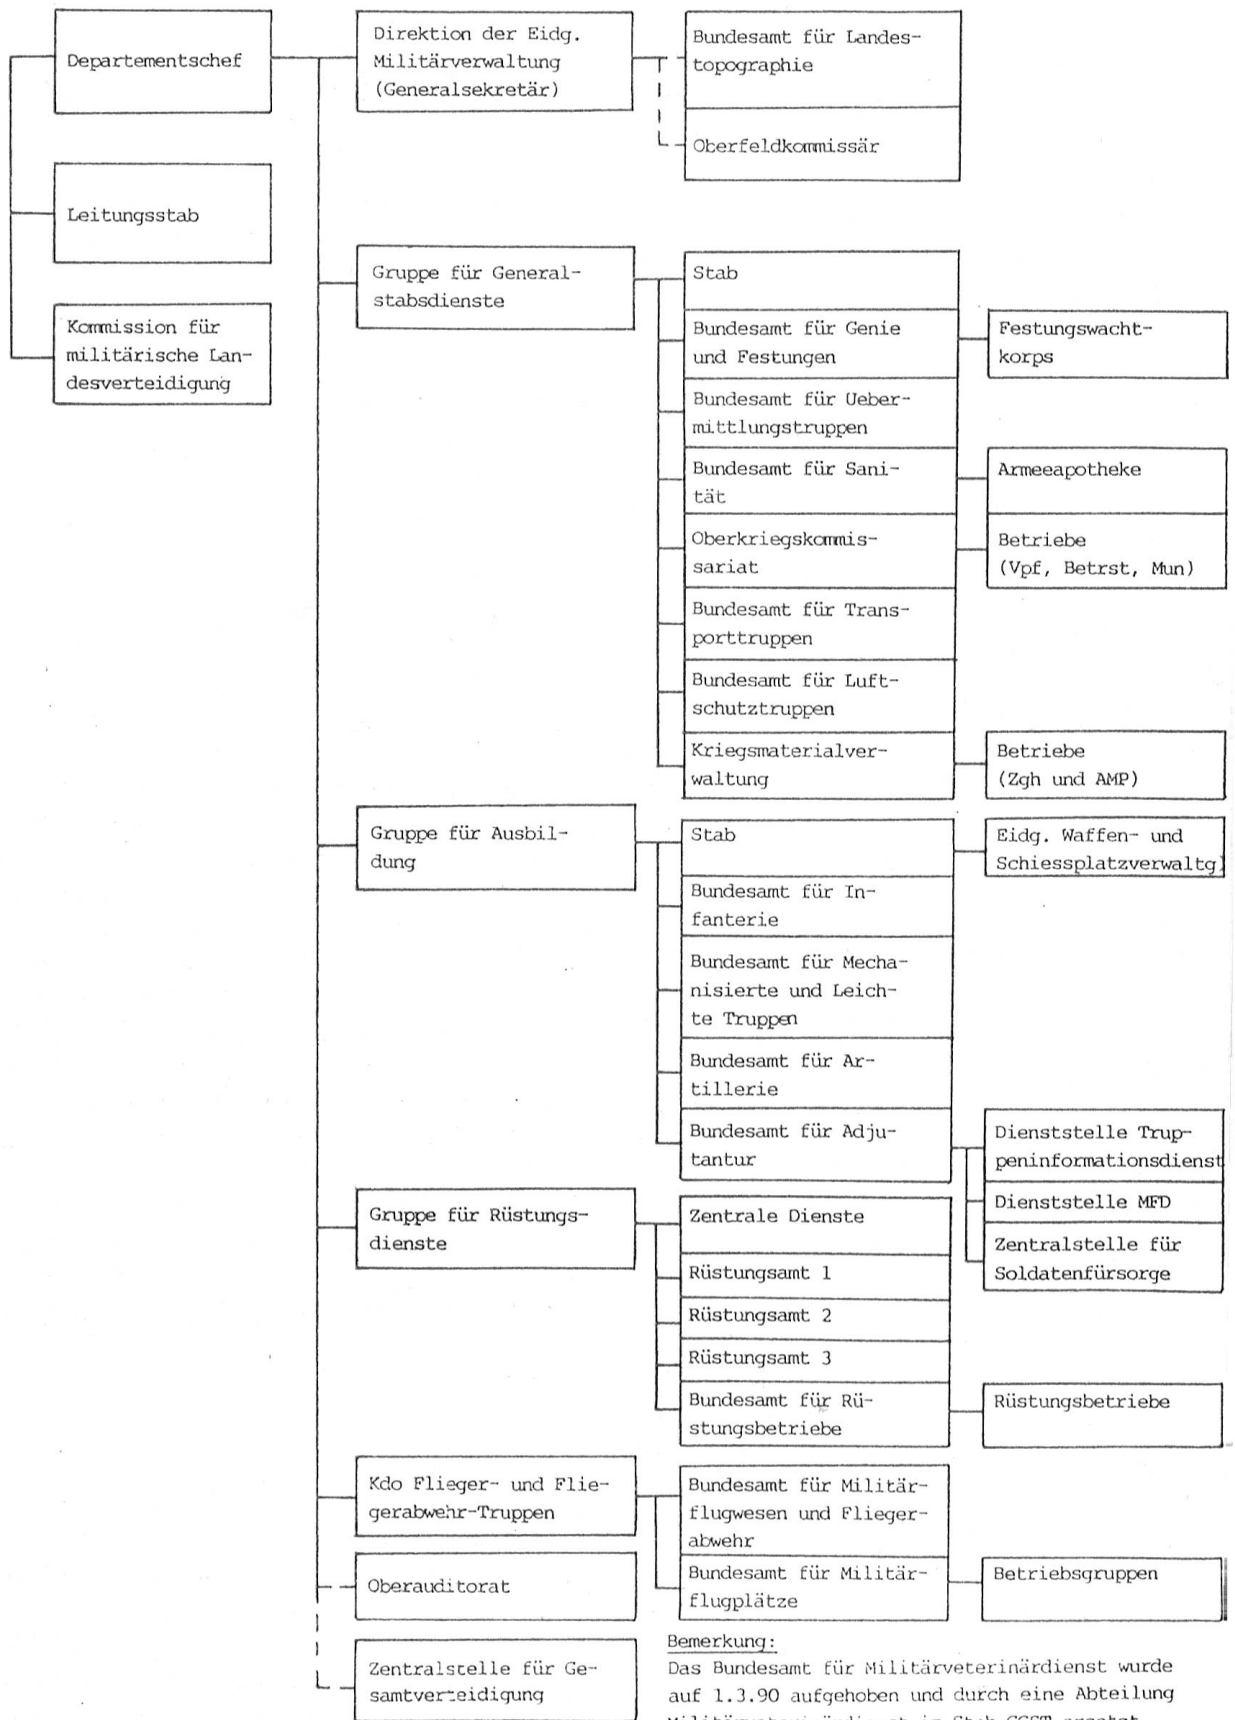 Departementschef
Leitungsstab
Kommission für
militärische Lan-
desverteidigung
Direktion der Eidg.
Militärverwaltung
(Generalsekretär)
Bundesamt für Landes-
topographie
Oberfeldkommissär
Gruppe für General-
stabsdienste
Stab
Bundesamt für Genie
und Festungen
Festungswacht-
korps
Bundesamt für Ueber-
mittlungstruppen
Bundesamt für Sani-
tät
Armeeapotheke
Oberkriegskommis-
sariat
Betriebe
(Vpf, Betrst, Mun)
Bundesamt für Trans-
porttruppen
Bundesamt für Luft-
schutztruppen
Kriegsmaterialver-
waltung
Betriebe
(Zgh und AMP)
Gruppe für Ausbil-
dung
Stab
Eidg. Waffen- und
Schiessplatzverwaltg
Bundesamt für In-
fanterie
Bundesamt für Mecha-
nisierte und Leich-
te Truppen
Bundesamt für Ar-
tillerie
Bundesamt für Adju-
tantur
Dienststelle Trup-
peninformationsdienst
Dienststelle MFD
Zentralstelle für
Soldatenfürsorge
Gruppe für Rüstungs-
dienste
Zentrale Dienste
Rüstungsamt 1
Rüstungsamt 2
Rüstungsamt 3
Bundesamt für Rü-
stungsbetriebe
Rüstungsbetriebe
Kdo Flieger- und Flie-
gerabwehr-Truppen
Bundesamt für Militär-
flugwesen und Flieger-
abwehr
Bundesamt für Militär-
flugplätze
Betriebsgruppen
Oberauditorat
Zentralstelle für Ge-
samtverteidigung
Bemerkung:
Das Bundesamt für Militärveterinärdienst wurde
auf 1.3.90 aufgehoben und durch eine Abteilung